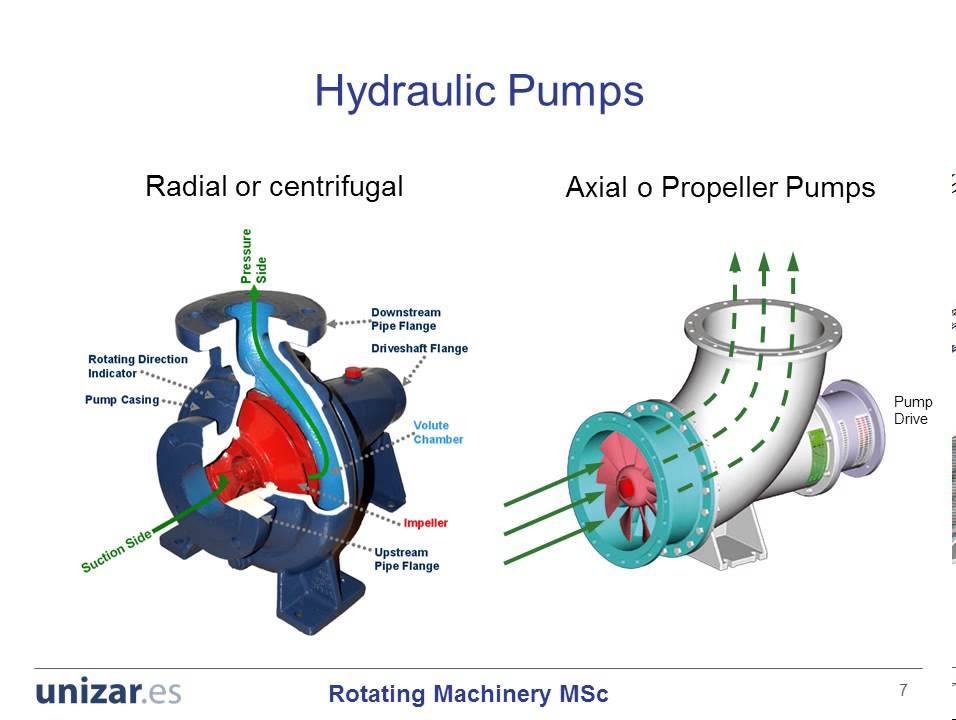 Hydraulic Pumps
Radial or centrifugal
Pressure
Side
Downstream
Pipe Flange
Driveshaft Flange
Rotating Direction
Indicator
Pump Casing
Volute
Chamber
Impeller
Suction Side
Upstream
Pipe Flange
Axial o Propeller Pumps
Pump
Drive
unizar.es
Rotating Machinery MSc
7